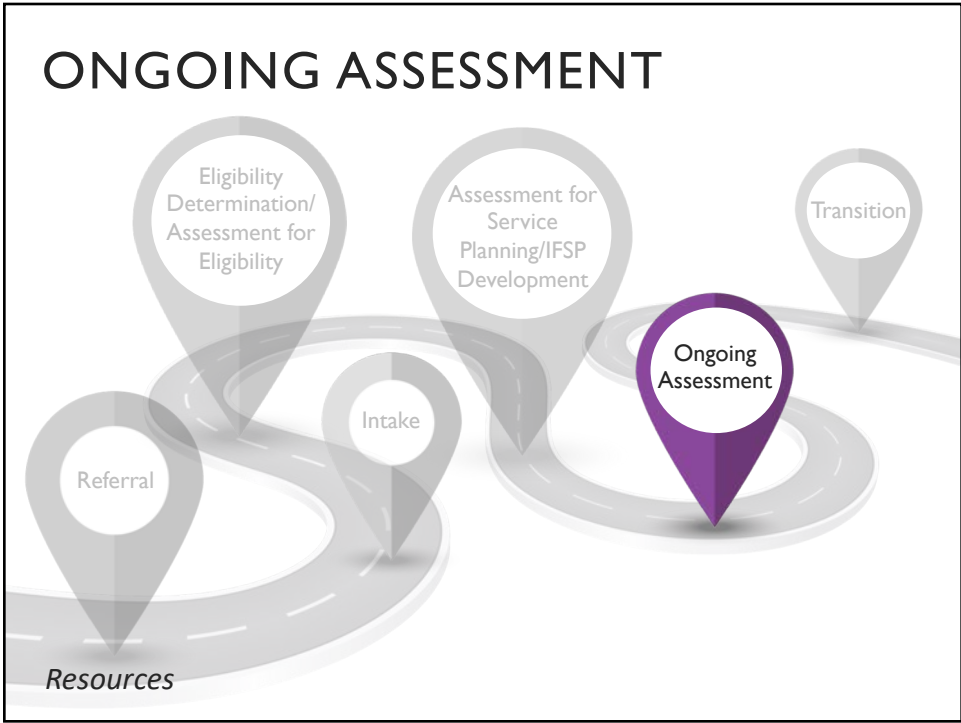 ONGOING ASSESSMENT
Eligibility
Determination/
Assessment for
Eligibility
Assessment for
Service
Planning/IFSP
Development
Transition
Ongoing
Assessment
Intake
Referral
Resources